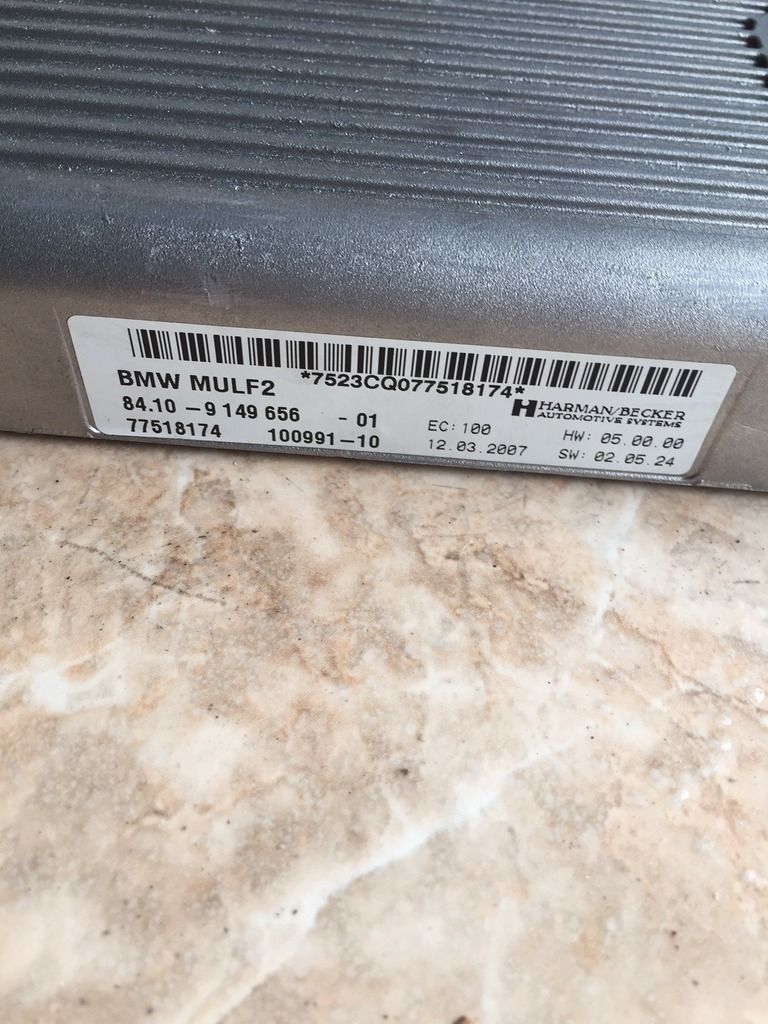 *7523CQ077518174*
BMW MULF2
84.10 -9 149 656 - 01
77518174 100991-10
EC: 100
12.03.2007
H HARMAN/BECKER
AUTOMOTIVE SYSTEMS
HW: 05.00.00
SW: 02.05.24